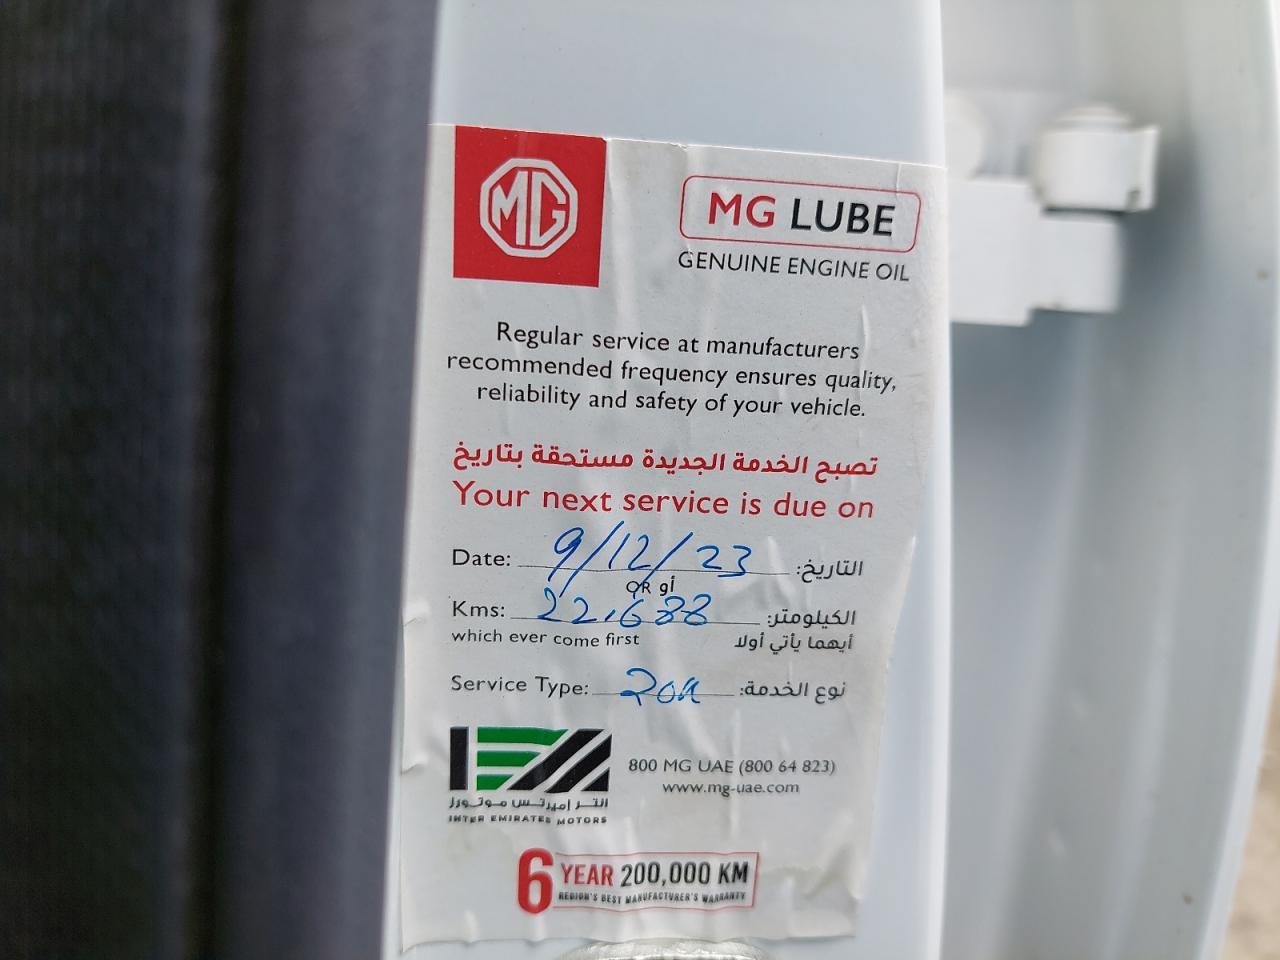 MG
MG LUBE
GENUINE ENGINE OIL
Regular service at manufacturers
recommended frequency ensures quality,
reliability and safety of your vehicle.
تصبح الخدمة الجديدة مستحقة بتاريخ
Your next service is due on
Date: 9/12/23 التاريخ:
OR أو
Kms: 22,688 الكيلومتر:
which ever come first أيهما يأتي أولا
Service Type: نوع الخدمة:
800 MG UAE (800 64 823)
www.mg-uae.com
انتر إميرتس موتورز
INTER EMIRATES MOTORS
6 YEAR 200,000 KM
REGION'S BEST MANUFACTURER'S WARRANTY